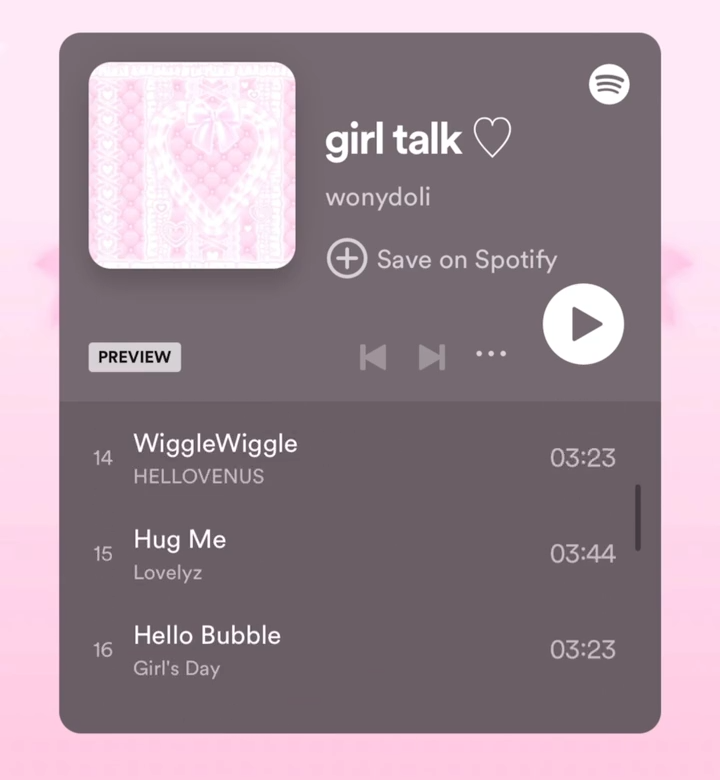 girl talk ♡
wonydoli
Save on Spotify
PREVIEW
14 WiggleWiggle 03:23
HELLOVENUS
15 Hug Me 03:44
Lovelyz
16 Hello Bubble 03:23
Girl's Day